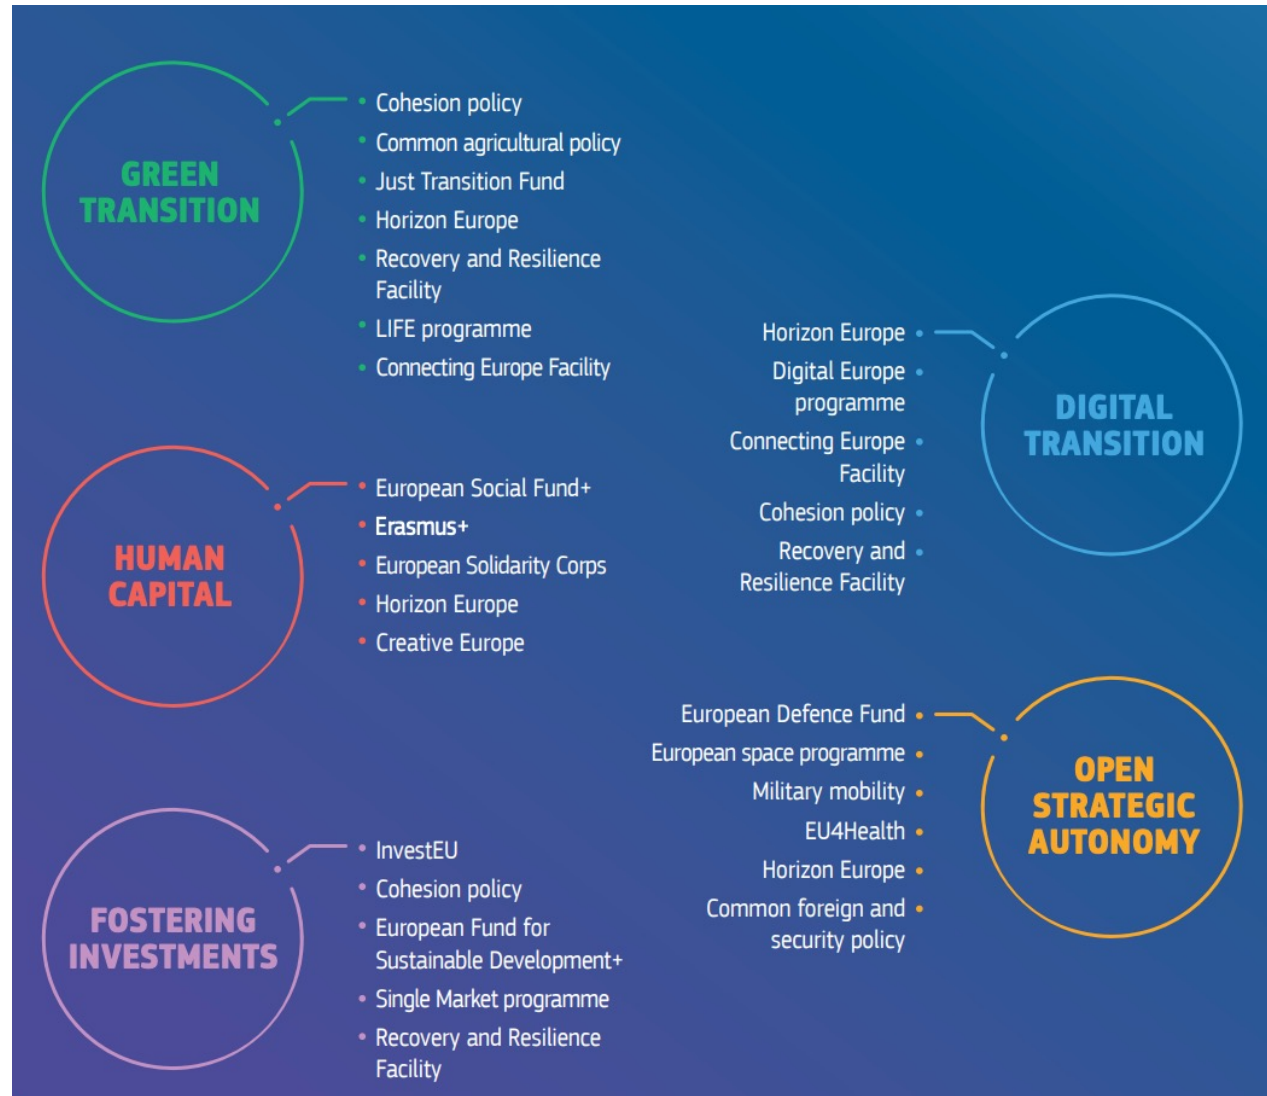 GREEN
TRANSITION
Cohesion policy
Common agricultural policy
Just Transition Fund
Horizon Europe
Recovery and Resilience
Facility
LIFE programme
Connecting Europe Facility
DIGITAL
TRANSITION
Horizon Europe
Digital Europe
programme
Connecting Europe
Facility
Cohesion policy
Recovery and
Resilience Facility
HUMAN
CAPITAL
European Social Fund+
Erasmus+
European Solidarity Corps
Horizon Europe
Creative Europe
OPEN
STRATEGIC
AUTONOMY
European Defence Fund
European space programme
Military mobility
EU4Health
Horizon Europe
Common foreign and
security policy
FOSTERING
INVESTMENTS
InvestEU
Cohesion policy
European Fund for
Sustainable Development+
Single Market programme
Recovery and Resilience
Facility